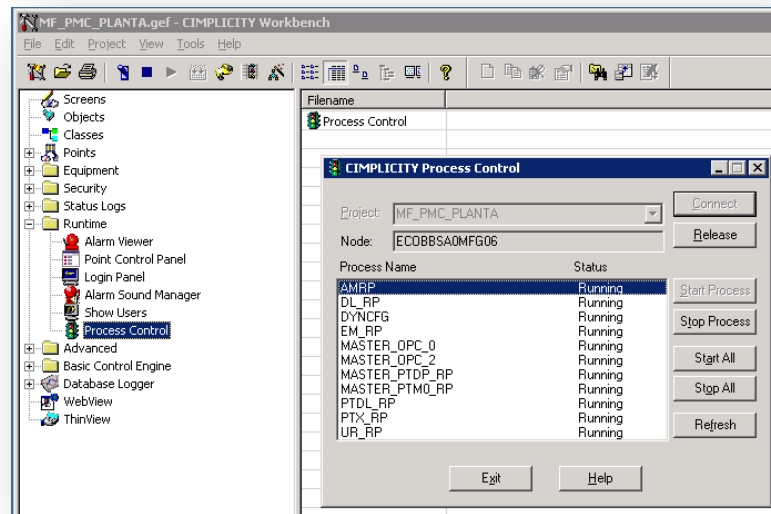 MF_PMC_PLANTA.gef - CIMPLICITY Workbench
File Edit Project View Tools Help
Screens
Objects
Classes
Points
Equipment
Security
Status Logs
Runtime
Alarm Viewer
Point Control Panel
Login Panel
Alarm Sound Manager
Show Users
Process Control
Advanced
Basic Control Engine
Database Logger
WebView
ThinView
Filename
Process Control
CIMPLICITY Process Control
Project: MF_PMC_PLANTA
Connect
Node: ECOBBSA0MFG06
Release
Process Name Status
AMRP Running
DL_RP Running
DYNCFG Running
EM_RP Running
MASTER_OPC_0 Running
MASTER_OPC_2 Running
MASTER_PTDP_RP Running
MASTER_PTM0_RP Running
PTDL_RP Running
PTX_RP Running
UR_RP Running
Start Process
Stop Process
Start All
Stop All
Refresh
Exit Help